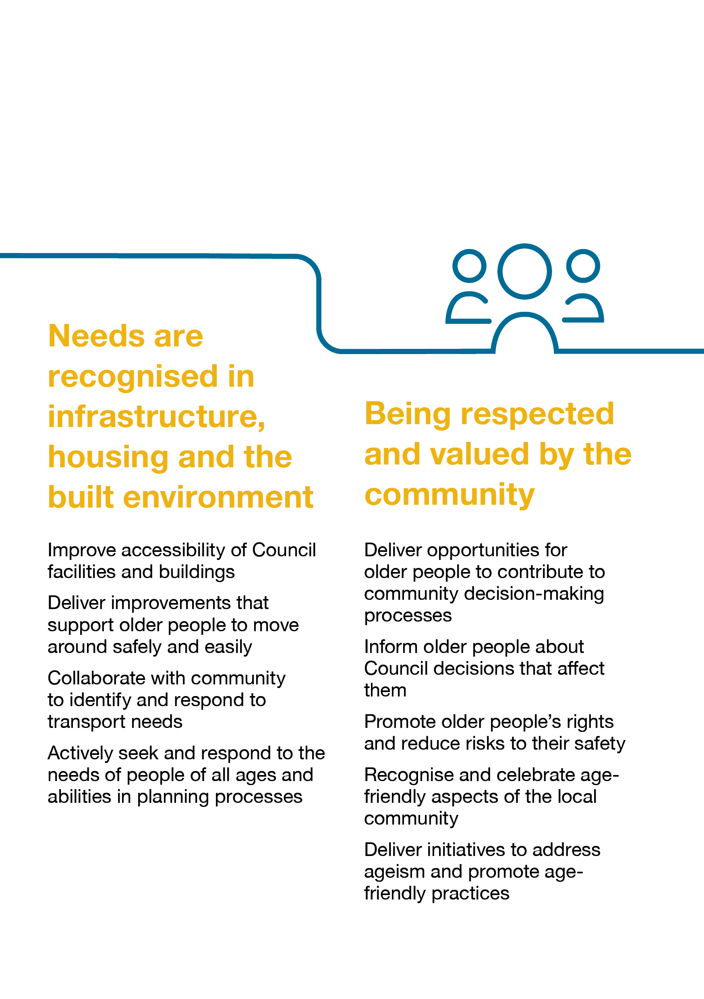 Needs are
recognised in
infrastructure,
housing and the
built environment
Improve accessibility of Council
facilities and buildings
Deliver improvements that
support older people to move
around safely and easily
Collaborate with community
to identify and respond to
transport needs
Actively seek and respond to the
needs of people of all ages and
abilities in planning processes
Being respected
and valued by the
community
Deliver opportunities for
older people to contribute to
community decision-making
processes
Inform older people about
Council decisions that affect
them
Promote older people’s rights
and reduce risks to their safety
Recognise and celebrate age-
friendly aspects of the local
community
Deliver initiatives to address
ageism and promote age-
friendly practices